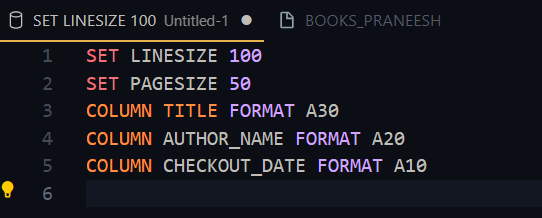 SET LINESIZE 100 Untitled-1 BOOKS_PRANEESH
1 SET LINESIZE 100
2 SET PAGESIZE 50
3 COLUMN TITLE FORMAT A30
4 COLUMN AUTHOR_NAME FORMAT A20
5 COLUMN CHECKOUT_DATE FORMAT A10
6